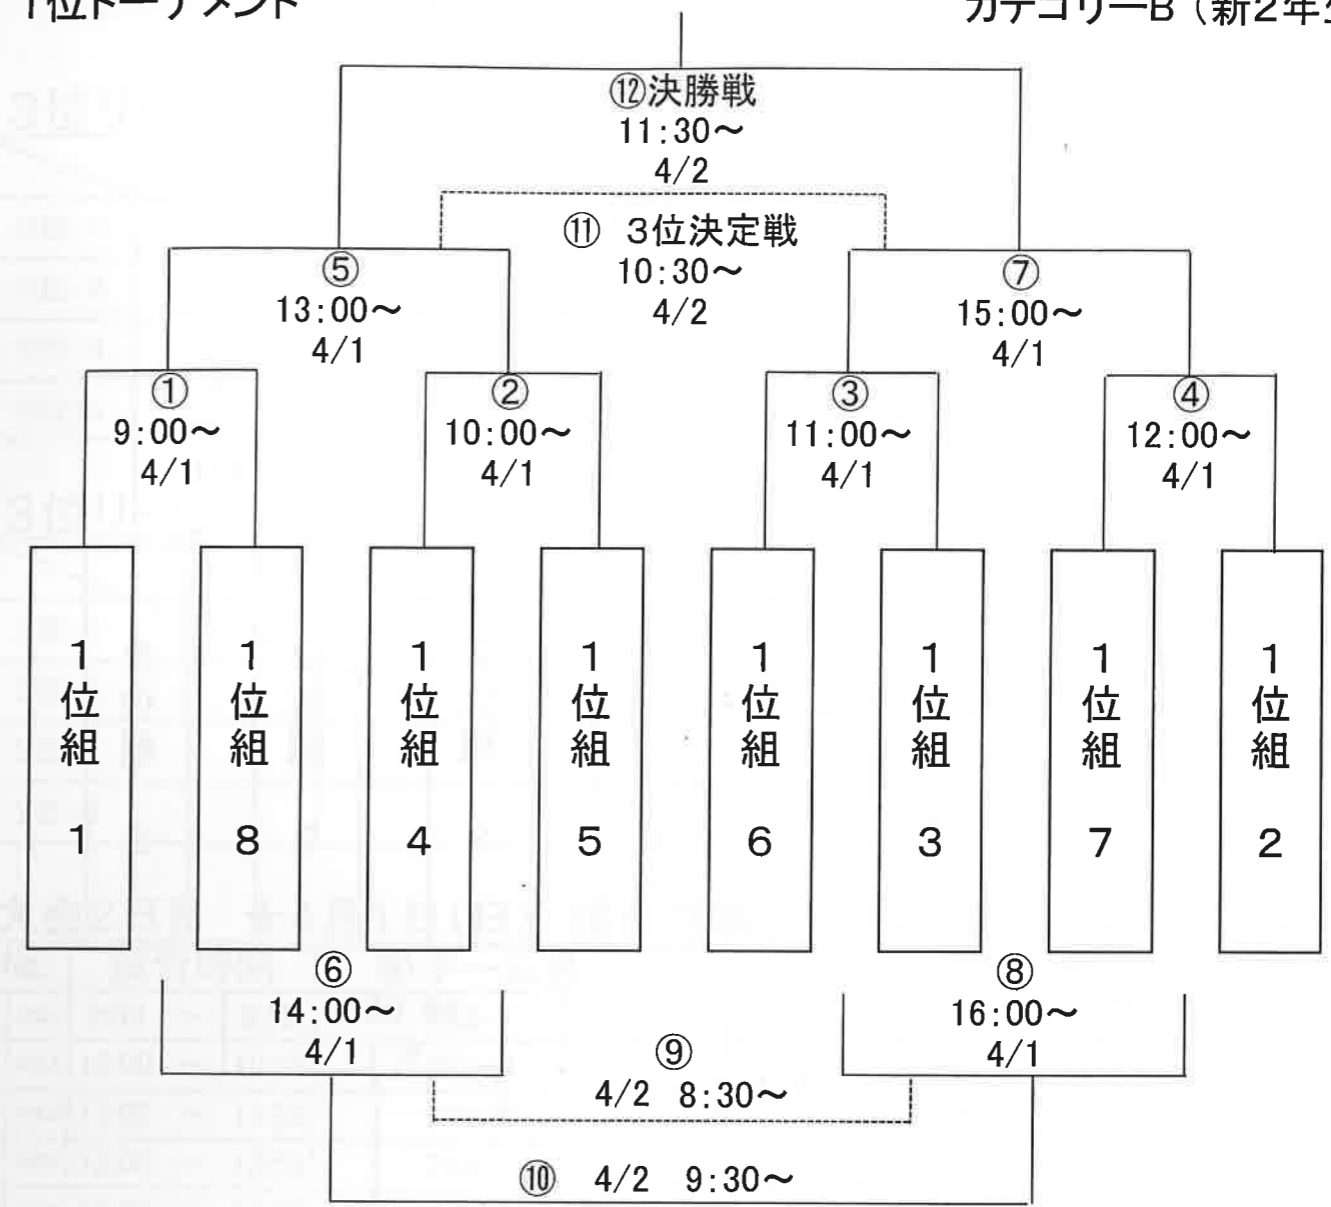 1位トーナメント
カテゴリーB（新2年
⑫決勝戦
11:30～
4/2
⑪ 3位決定戦
10:30～
4/2
⑤
13:00～
4/1
⑦
15:00～
4/1
①
9:00～
4/1
②
10:00～
4/1
③
11:00～
4/1
④
12:00～
4/1
1位組 1
1位組 8
1位組 4
1位組 5
1位組 6
1位組 3
1位組 7
1位組 2
⑥
14:00～
4/1
⑧
16:00～
4/1
⑨
4/2 8:30～
⑩ 4/2 9:30～